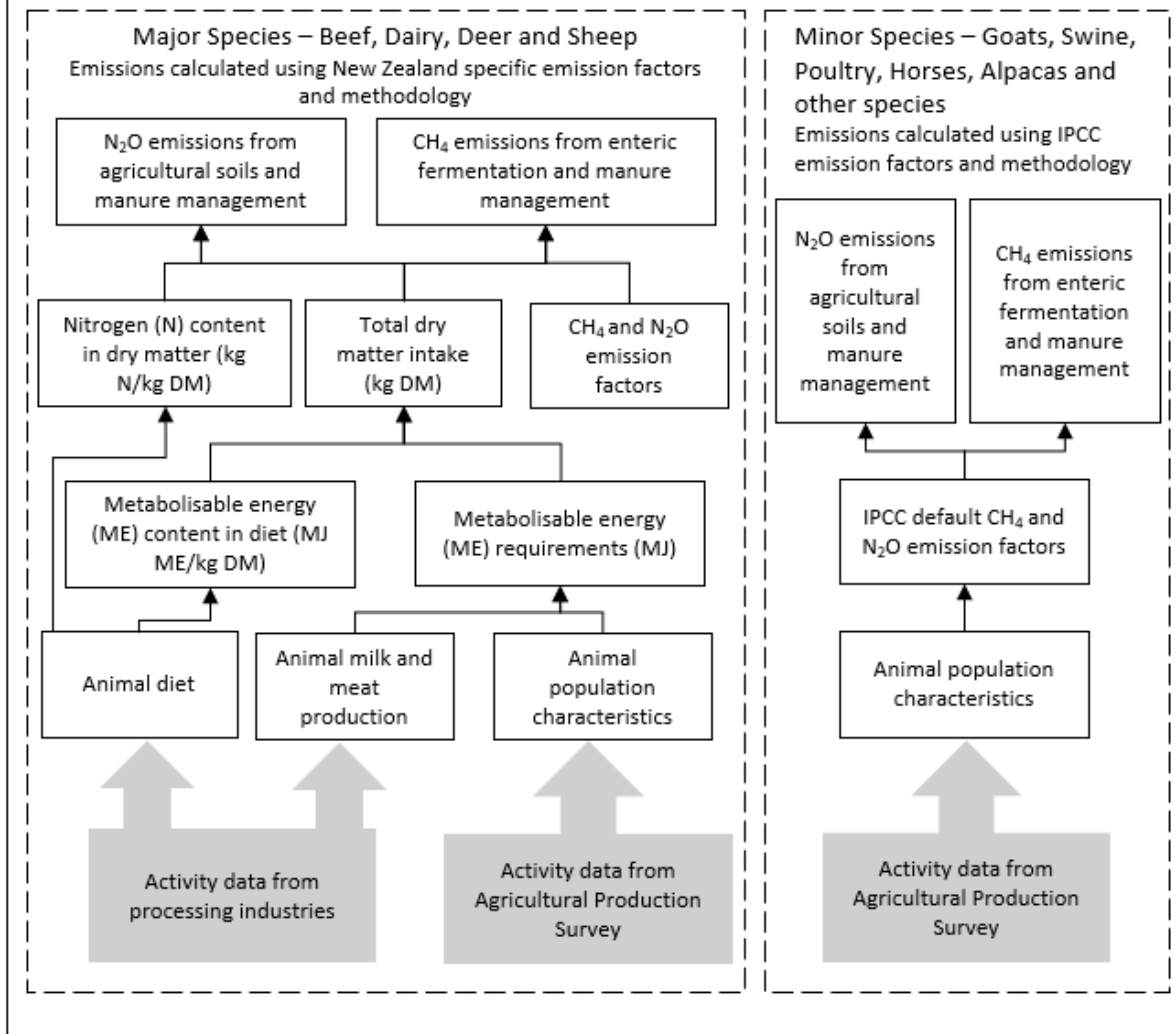 Major Species – Beef, Dairy, Deer and Sheep
Emissions calculated using New Zealand specific emission factors
and methodology
N₂O emissions from
agricultural soils and
manure management
CH₄ emissions from enteric
fermentation and manure
management
Nitrogen (N) content
in dry matter (kg
N/kg DM)
Total dry
matter intake
(kg DM)
CH₄ and N₂O
emission
factors
Metabolisable energy
(ME) content in diet (MJ
ME/kg DM)
Metabolisable energy
(ME) requirements (MJ)
Animal diet
Animal milk and
meat
production
Animal
population
characteristics
Activity data from
processing industries
Activity data from
Agricultural Production
Survey
Minor Species – Goats, Swine,
Poultry, Horses, Alpacas and
other species
Emissions calculated using IPCC
emission factors and methodology
N₂O emissions
from
agricultural
soils and
manure
management
CH₄ emissions
from enteric
fermentation
and manure
management
IPCC default CH₄ and
N₂O emission factors
Animal population
characteristics
Activity data from
Agricultural Production
Survey